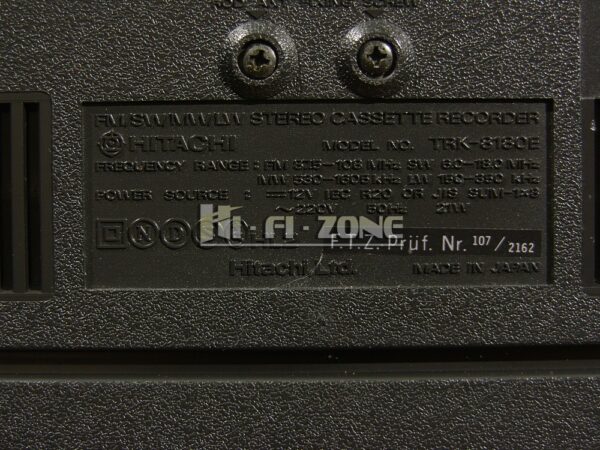 FM/SW/MW/LW STEREO CASSETTE RECORDER
HITACHI MODEL NO. TRK-8180E
FREQUENCY RANGE : FM 87.5-108 MHz SW 6.0-18.0 MHz
MW 530-1605 kHz LW 150-350 kHz
POWER SOURCE : 12V IEC R20 OR JIS SUM-1×8
~220V 50Hz 21W
HI-FI-ZONE
N D
F.T.Z. Prüf. Nr. 107/2162
Hitachi, Ltd. MADE IN JAPAN